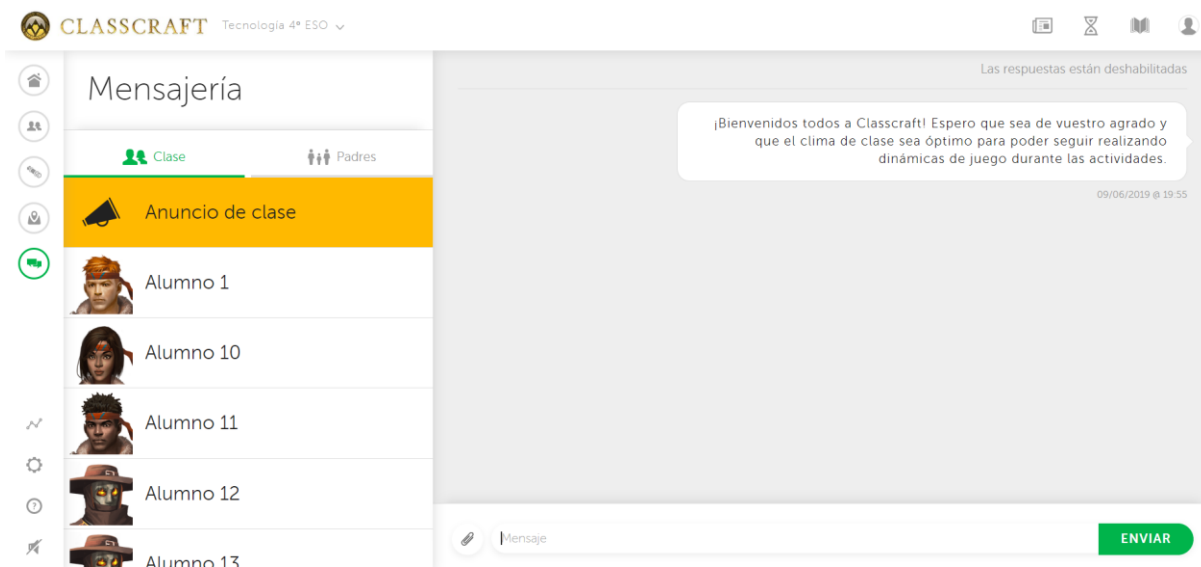 CLASSCRAFT Tecnología 4º ESO
Mensajería
Clase Padres
Anuncio de clase
Alumno 1
Alumno 10
Alumno 11
Alumno 12
Alumno 13
Las respuestas están deshabilitadas
¡Bienvenidos todos a Classcraft! Espero que sea de vuestro agrado y
que el clima de clase sea óptimo para poder seguir realizando
dinámicas de juego durante las actividades.
09/06/2019 @ 19:55
Mensaje
ENVIAR